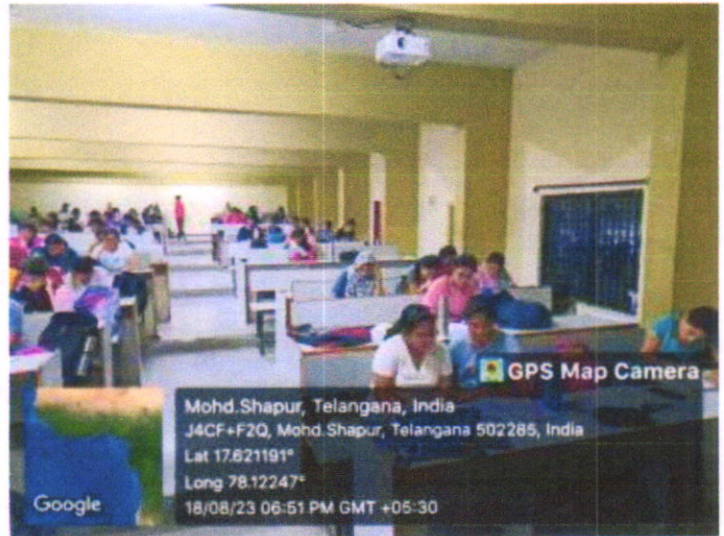 GPS Map Camera
Mohd.Shapur, Telangana, India
J4CF+F2Q, Mohd.Shapur, Telangana 502285, India
Lat 17.621191°
Long 78.12247°
18/08/23 06:51 PM GMT +05:30
Google